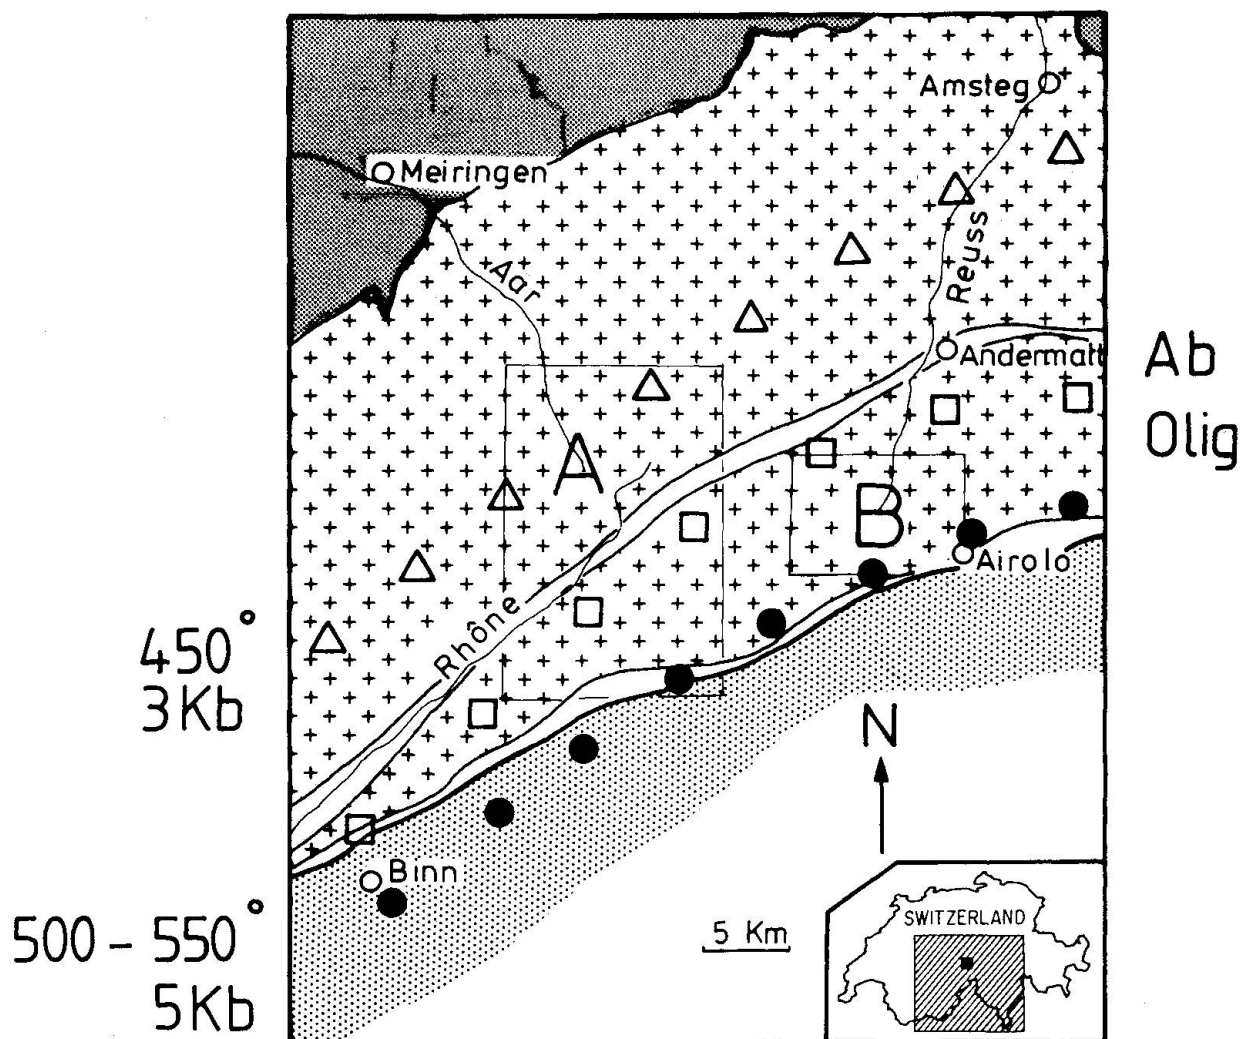 Amsteg
Meiringen
Aar
Reuss
Andermatt
Ab
Olig
A
B
Airolo
Rhône
450°
3Kb
N
Binn
500 - 550°
5Kb
5 Km
SWITZERLAND